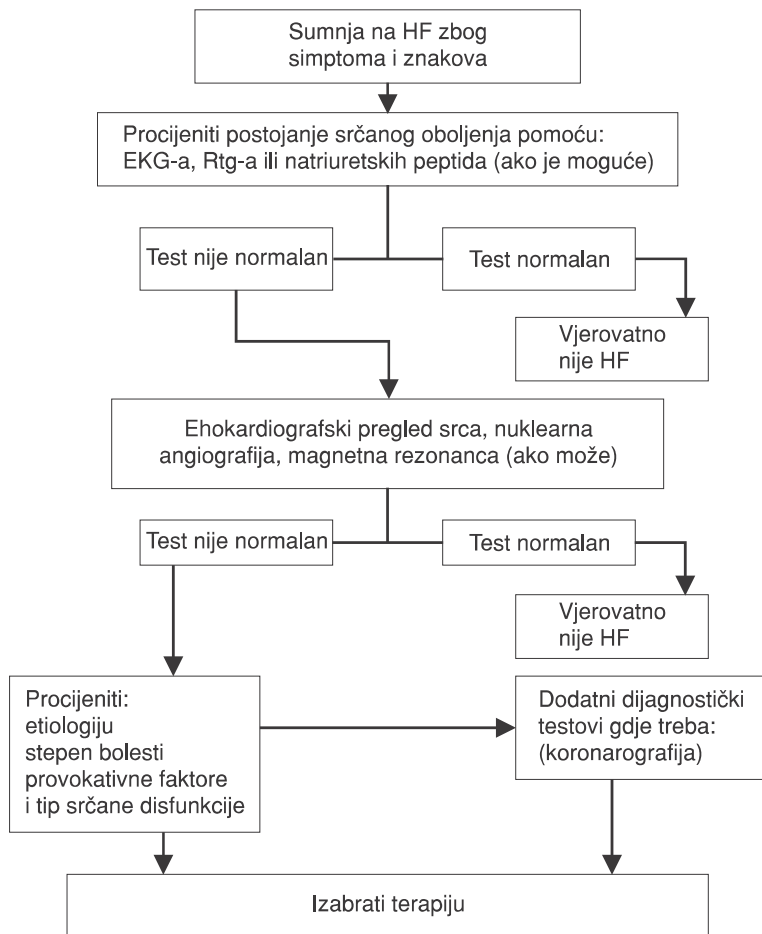 Sumnja na HF zbog
simptoma i znakova
Procijeniti postojanje srčanog oboljenja pomoću:
EKG-a, Rtg-a ili natriuretskih peptida (ako je moguće)
Test nije normalan
Test normalan
Vjerovatno
nije HF
Ehokardiografski pregled srca, nuklearna
angiografija, magnetna rezonanca (ako može)
Test nije normalan
Test normalan
Vjerovatno
nije HF
Procijeniti:
etiologiju
stepen bolesti
provokativne faktore
i tip srčane disfunkcije
Dodatni dijagnostički
testovi gdje treba:
(koronarografija)
Izabrati terapiju